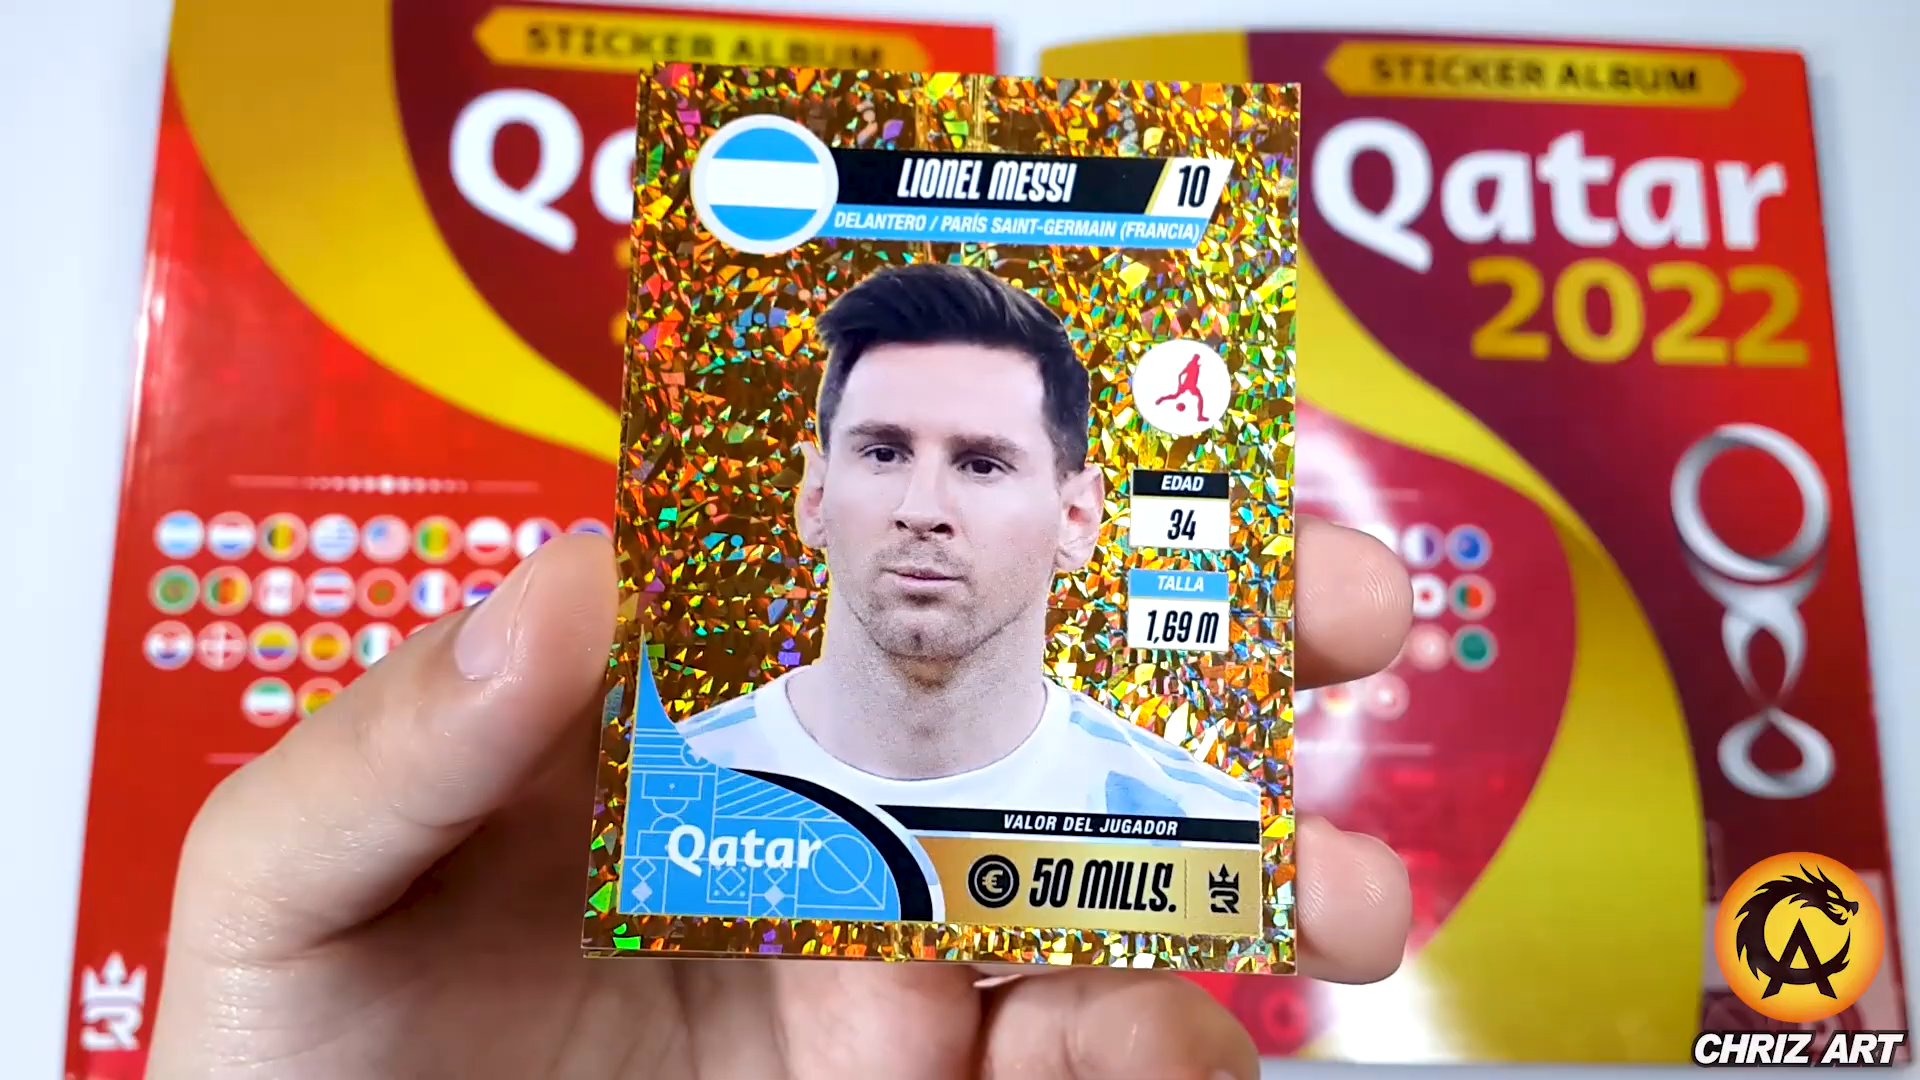 STICKER ALBUM
Qa
STICKER ALBUM
Qatar
2022
LIONEL MESSI
10
DELANTERO / PARÍS SAINT-GERMAIN (FRANCIA)
EDAD
34
TALLA
1,69 M
VALOR DEL JUGADOR
50 MILLS.
Qatar
CHRIZ ART